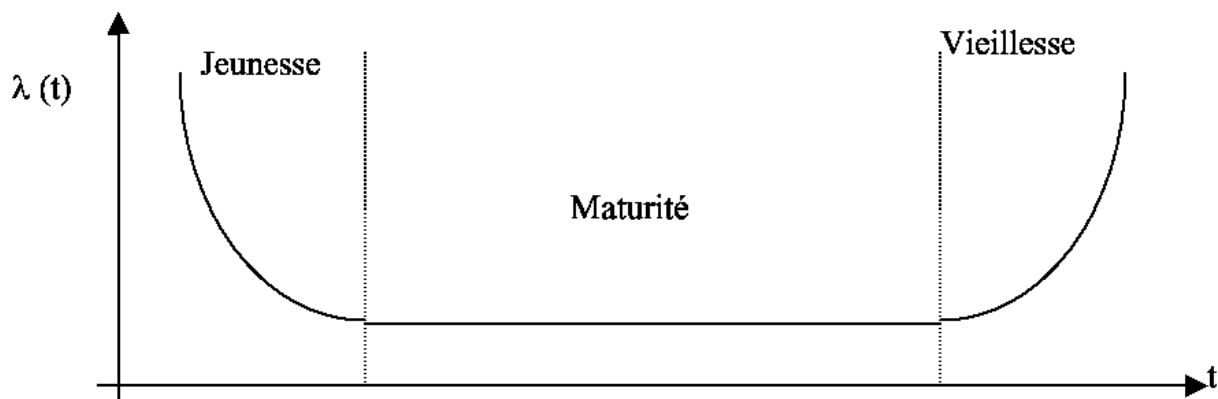 Vieillesse
Jeunesse
λ (t)
Maturité
t